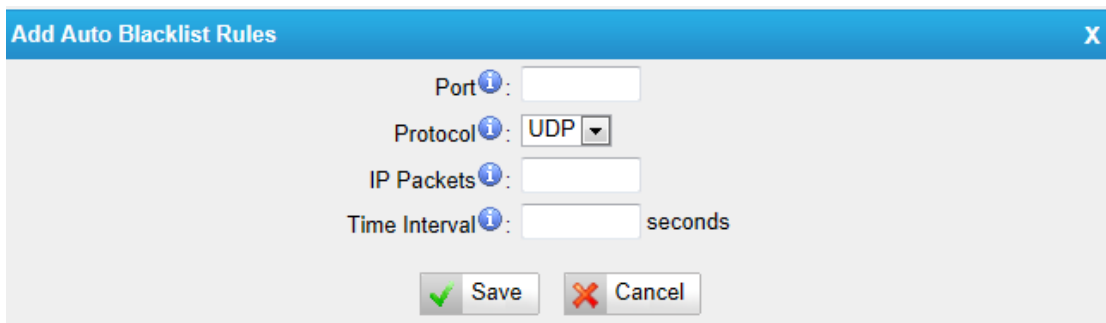 Add Auto Blacklist Rules X
Port i :
Protocol i : UDP
IP Packets i :
Time Interval i : seconds
Save Cancel